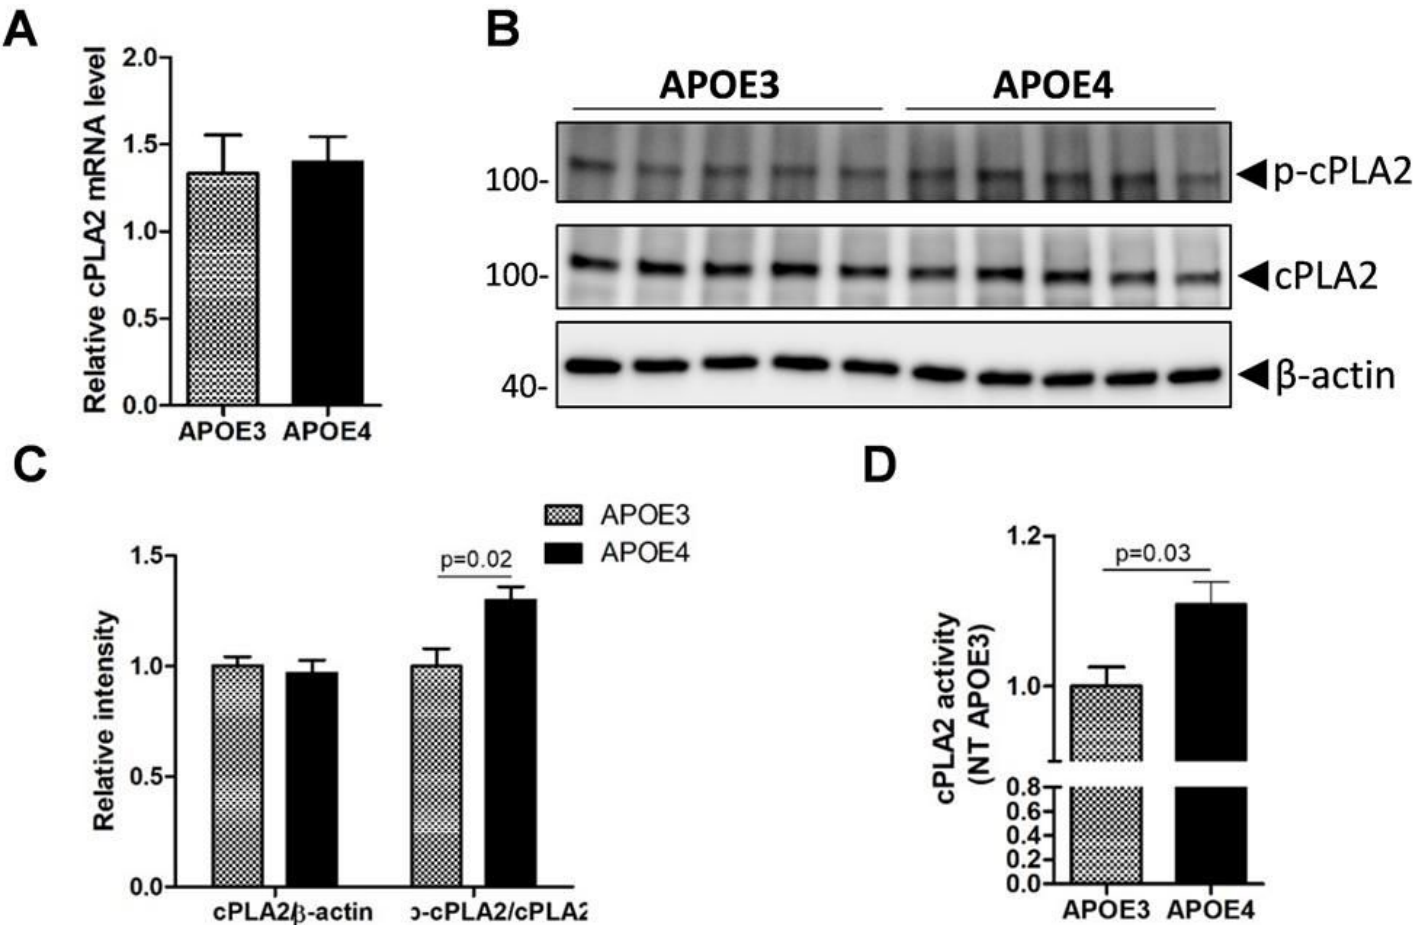 A
Relative cPLA2 mRNA level
2.0
1.5
1.0
0.5
0.0
APOE3 APOE4
B
APOE3 APOE4
100-
p-cPLA2
100-
cPLA2
40-
β-actin
C
APOE3
APOE4
Relative intensity
1.5
1.0
0.5
0.0
p=0.02
cPLA2/β-actin
p-cPLA2/cPLA2
D
cPLA2 activity
(NT APOE3)
1.2
1.0
0.8
0.6
0.4
0.2
0.0
p=0.03
APOE3 APOE4